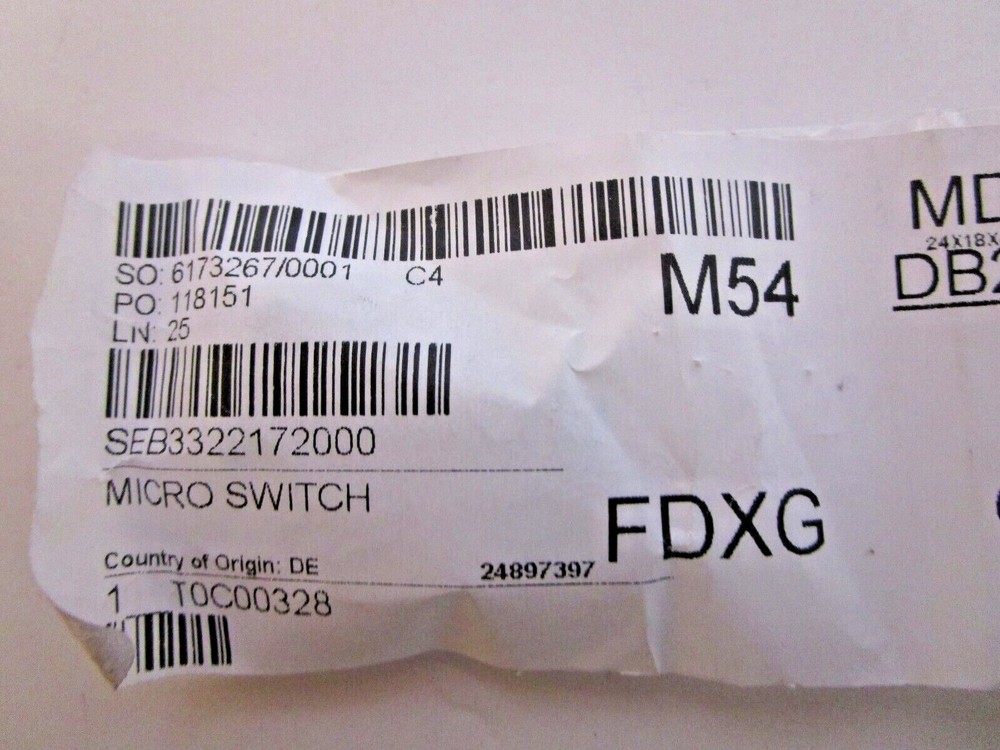 SO: 6173267/0001 C4
PO: 118151
LN: 25
M54
MD
24X18X
DB2
SEB3322172000
MICRO SWITCH
FDXG
Country of Origin: DE
24897397
1 T0C00328